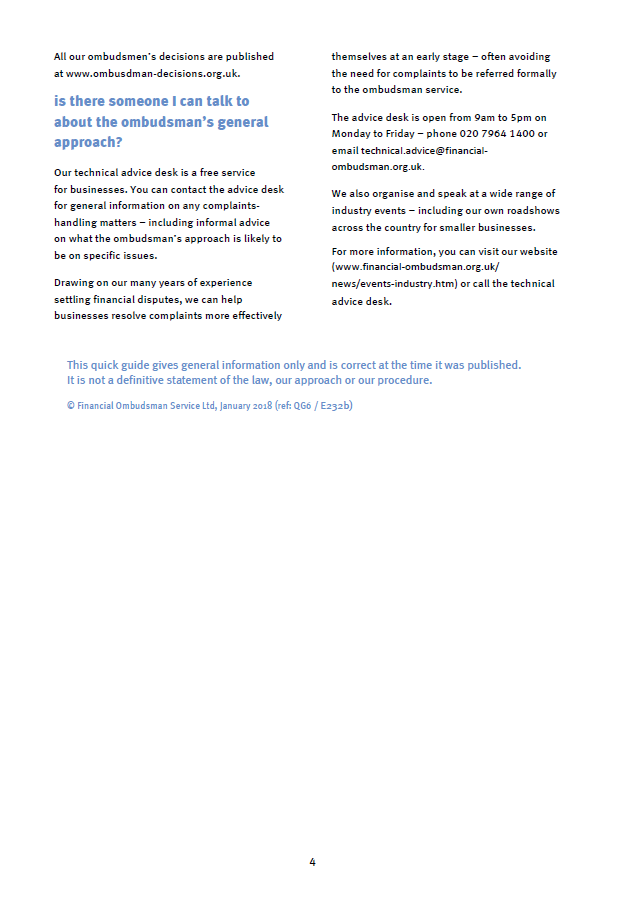 All our ombudsmen's decisions are published
at www.ombusdman-decisions.org.uk.
is there someone I can talk to
about the ombudsman's general
approach?
Our technical advice desk is a free service
for businesses. You can contact the advice desk
for general information on any complaints-
handling matters – including informal advice
on what the ombudsman's approach is likely to
be on specific issues.
Drawing on our many years of experience
settling financial disputes, we can help
businesses resolve complaints more effectively
themselves at an early stage – often avoiding
the need for complaints to be referred formally
to the ombudsman service.
The advice desk is open from 9am to 5pm on
Monday to Friday – phone 020 7964 1400 or
email technical.advice@financial-
ombudsman.org.uk.
We also organise and speak at a wide range of
industry events – including our own roadshows
across the country for smaller businesses.
For more information, you can visit our website
(www.financial-ombudsman.org.uk/
news/events-industry.htm) or call the technical
advice desk.
This quick guide gives general information only and is correct at the time it was published.
It is not a definitive statement of the law, our approach or our procedure.
© Financial Ombudsman Service Ltd, January 2018 (ref: QG6 / E232b)
4